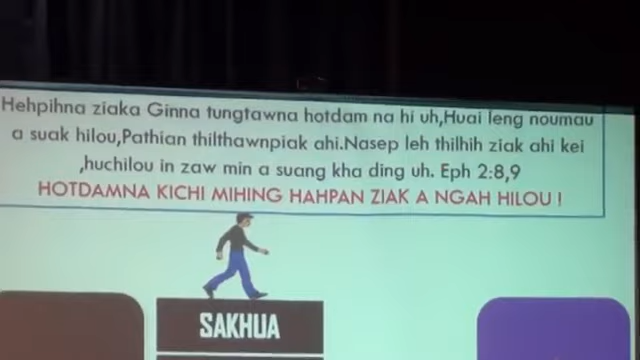 Hehpihna ziaka Ginna tungtawna hotdam na hi uh,Huai leng noumau
a suak hilou,Pathian thilthawnpiak ahi.Nasep leh thilhih ziak ahi kei
,huchilou in zaw min a suang kha ding uh. Eph 2:8,9
HOTDAMNA KICHI MIHING HAHPAN ZIAK A NGAH HILOU !
SAKHUA